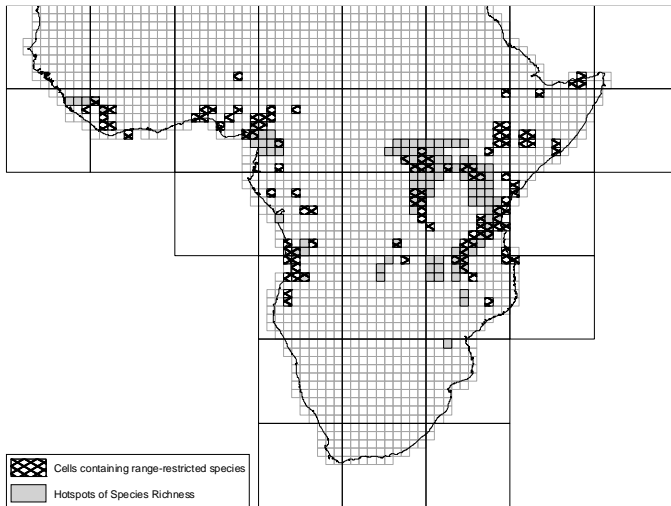 Cells containing range-restricted species
Hotspots of Species Richness